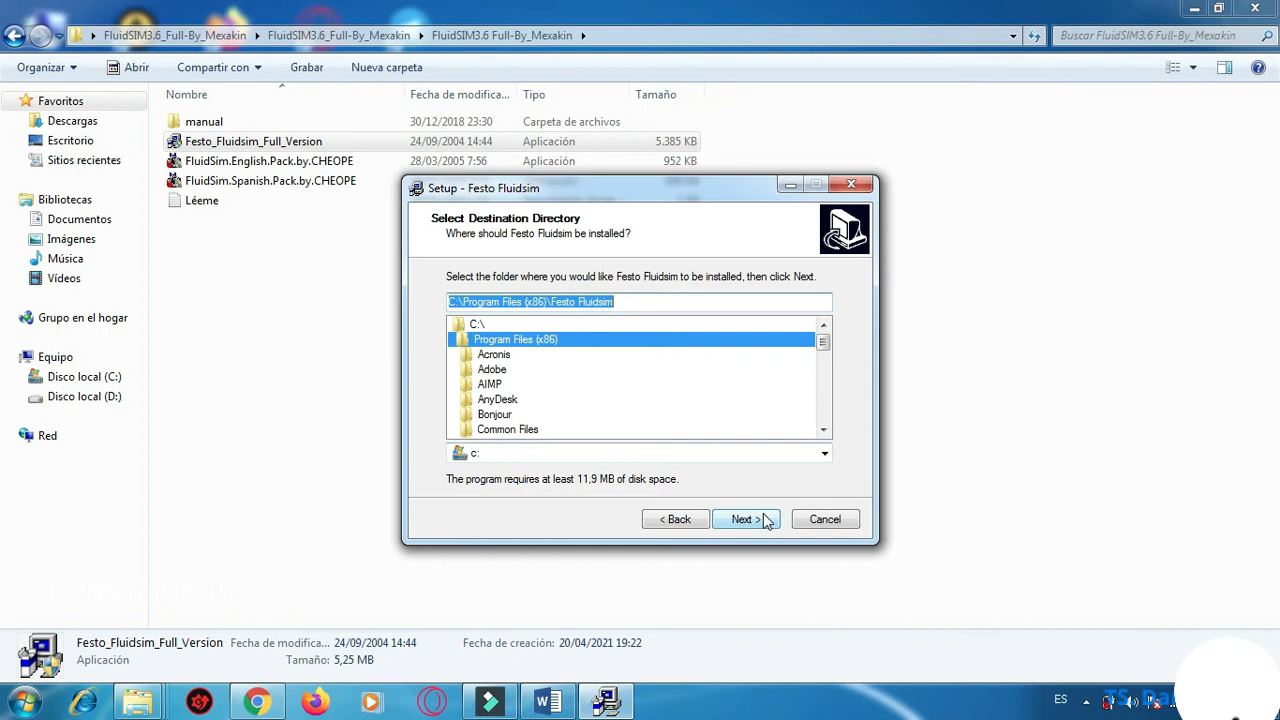 FluidSIM3.6_Full-By_Mexakin FluidSIM3.6_Full-By_Mexakin FluidSIM3.6 Full-By_Mexakin Buscar FluidSIM3.6 Full-By_Mexakin
Organizar Abrir Compartir con Grabar Nueva carpeta
Nombre Fecha de modifica... Tipo Tamaño
Favoritos
Descargas
Escritorio
Sitios recientes
Bibliotecas
Documentos
Imágenes
Música
Vídeos
Grupo en el hogar
Equipo
Disco local (C:)
Disco local (D:)
Red
manual 30/12/2018 23:30 Carpeta de archivos
Festo_Fluidsim_Full_Version 24/09/2004 14:44 Aplicación 5.385 KB
FluidSim.English.Pack.by.CHEOPE 28/03/2005 7:56 Aplicación 952 KB
FluidSim.Spanish.Pack.by.CHEOPE
Léeme
Setup - Festo Fluidsim
Select Destination Directory
Where should Festo Fluidsim be installed?
Select the folder where you would like Festo Fluidsim to be installed, then click Next.
C:\Program Files (x86)\Festo Fluidsim
C:\
Program Files (x86)
Acronis
Adobe
AIMP
AnyDesk
Bonjour
Common Files
c:
The program requires at least 11,9 MB of disk space.
< Back Next > Cancel
Festo_Fluidsim_Full_Version Fecha de modifica... 24/09/2004 14:44 Fecha de creación: 20/04/2021 19:22
Aplicación Tamaño: 5,25 MB
ES